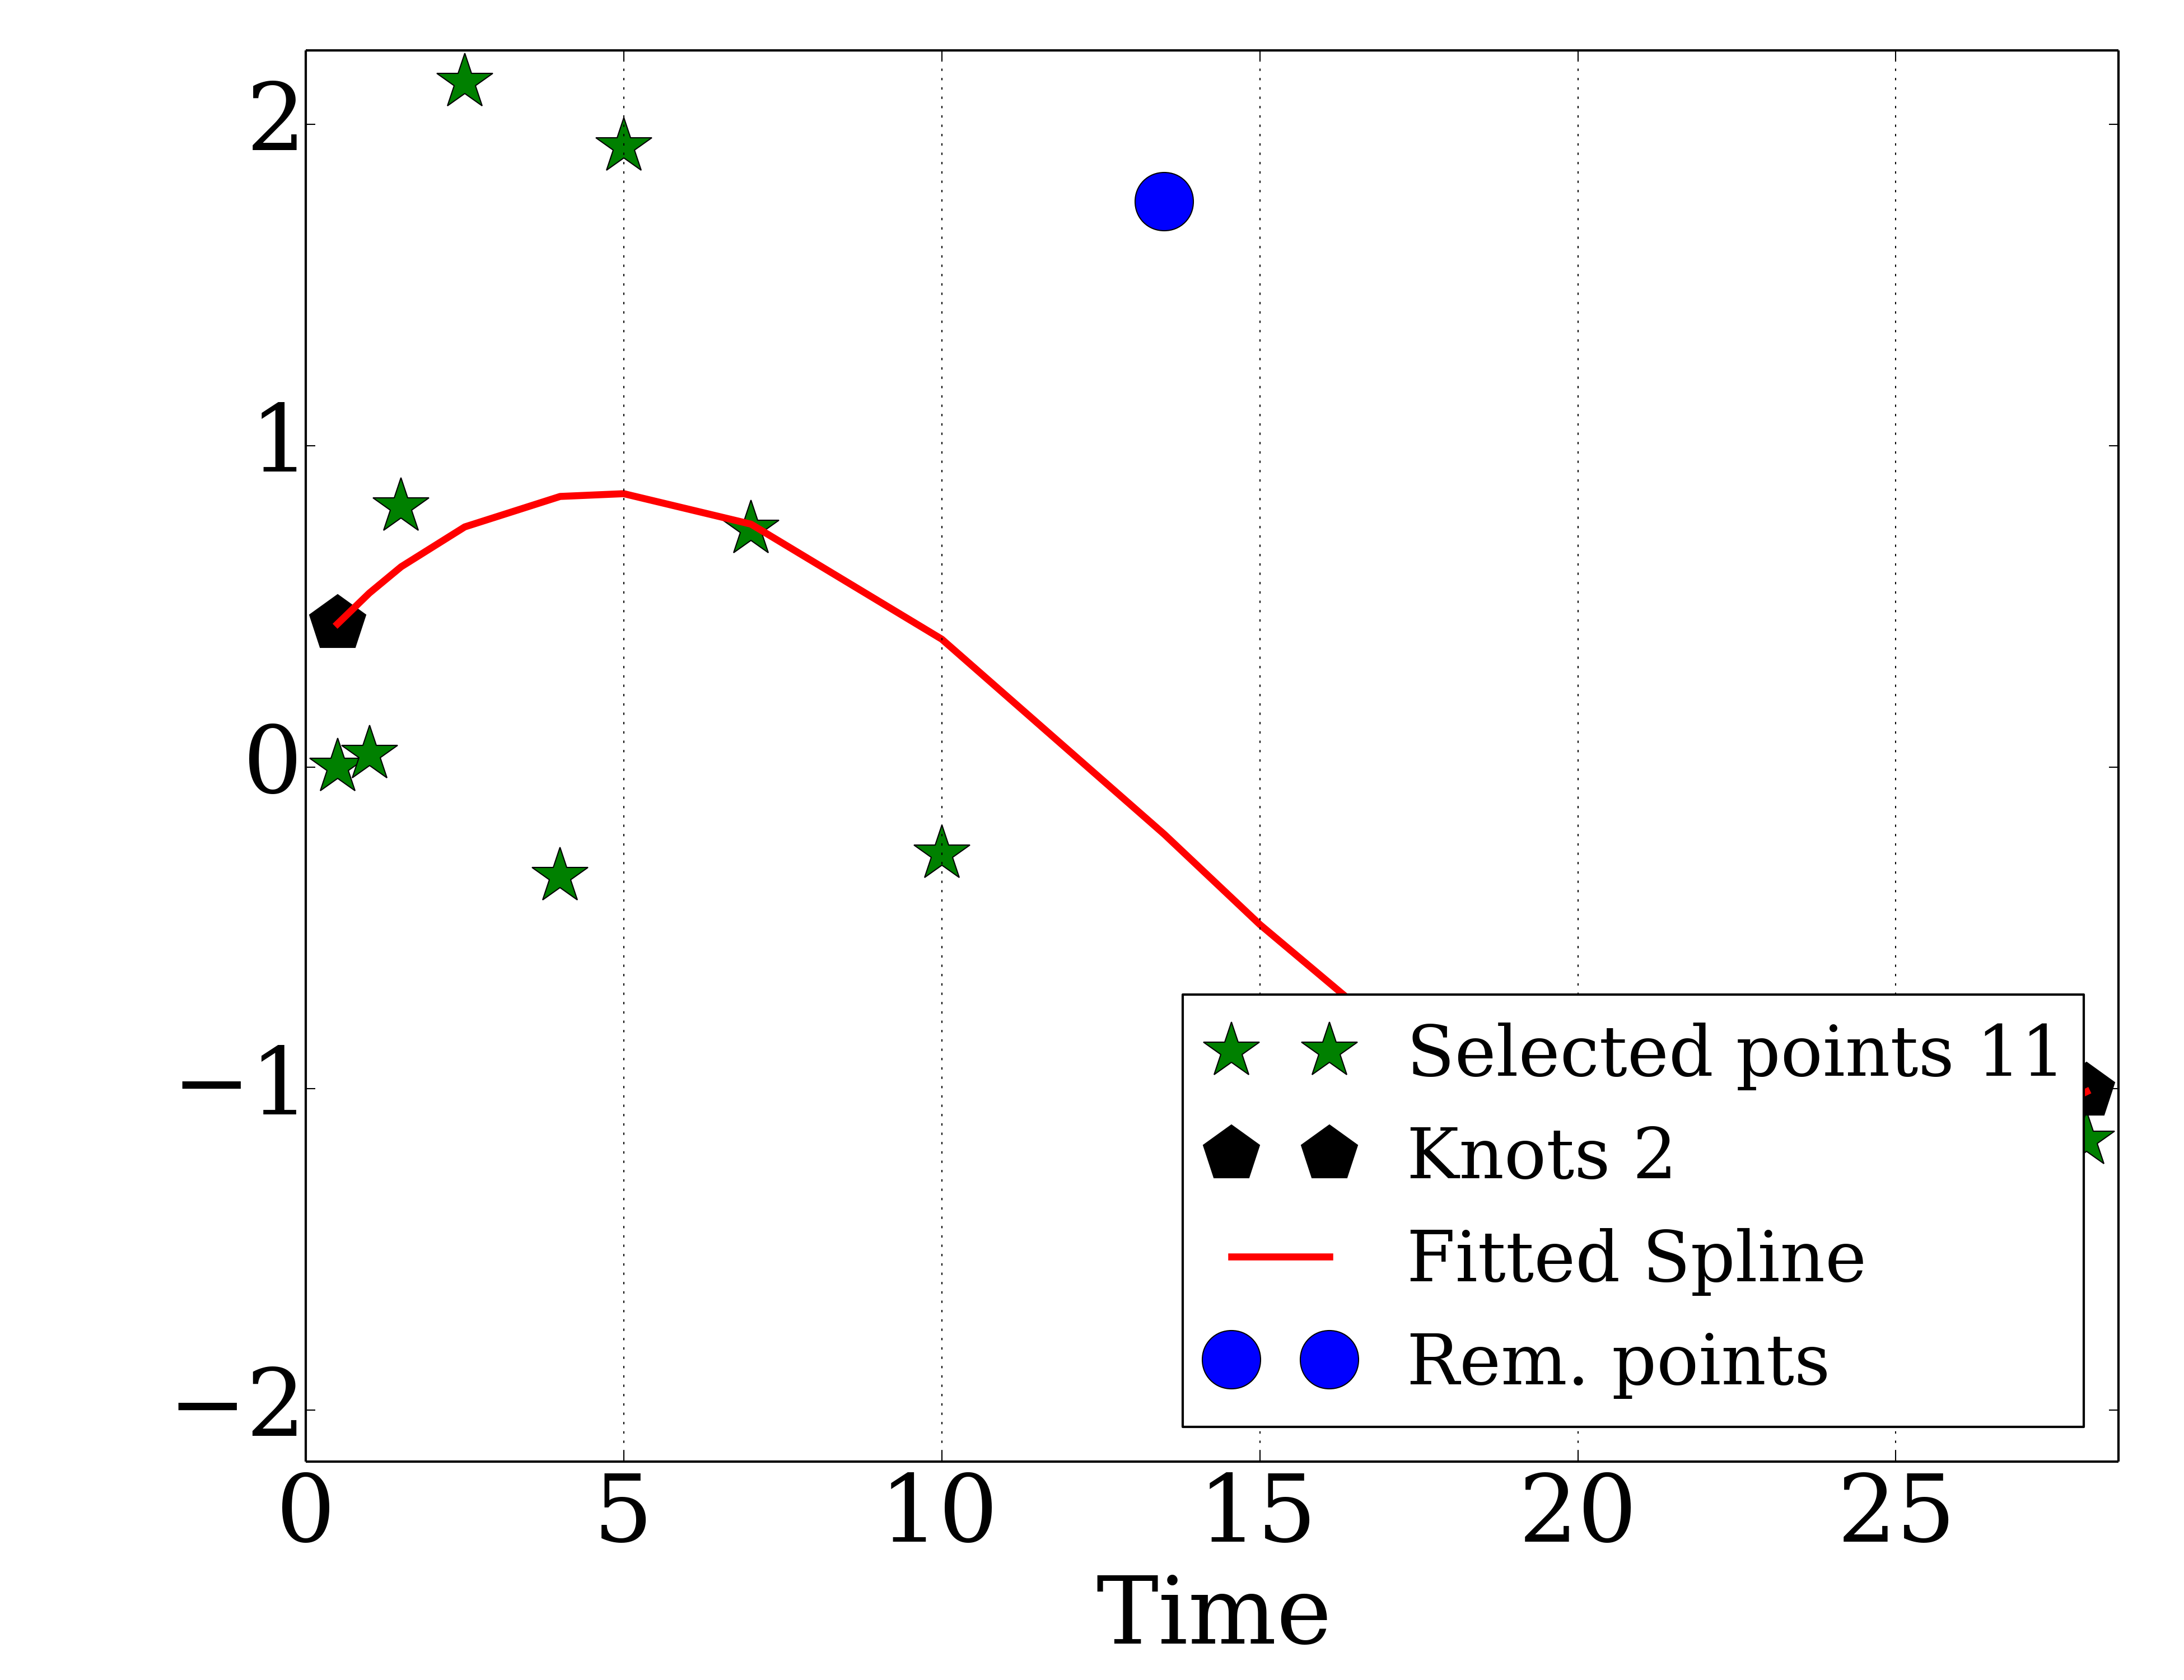 2
1
0
−1
−2
Selected points 11
Knots 2
Fitted Spline
Rem. points
0 5 10 15 20 25
Time